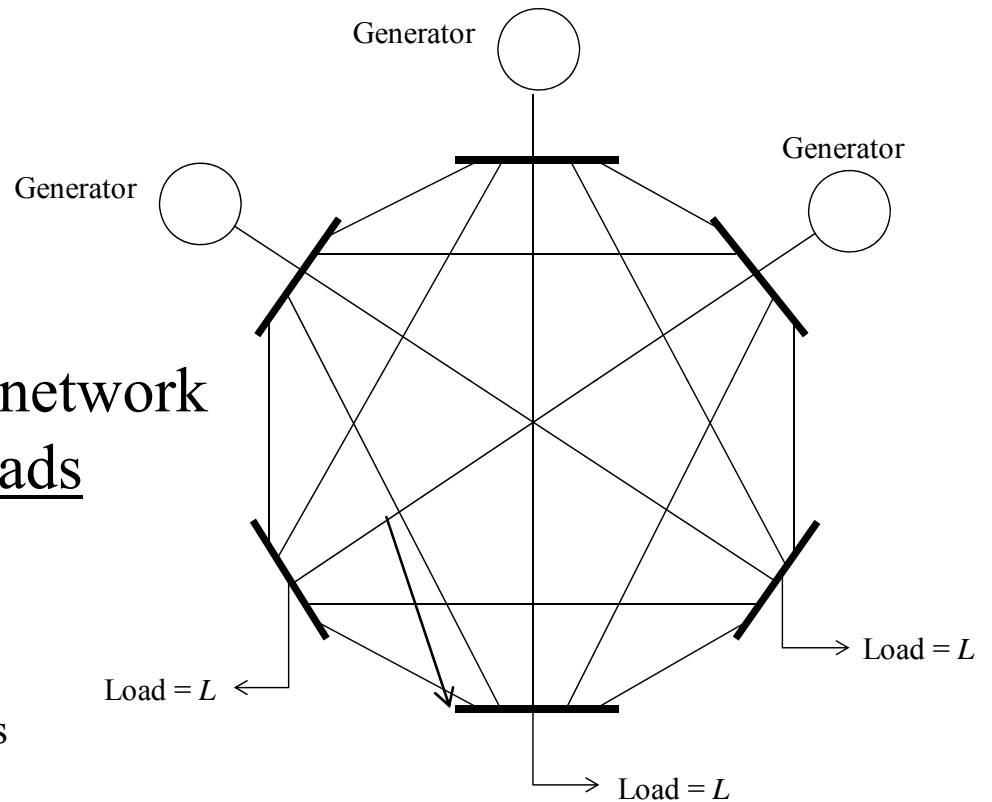 Generator
Generator
Generator
network
ads
Load = L
Load = L
s
Load = L